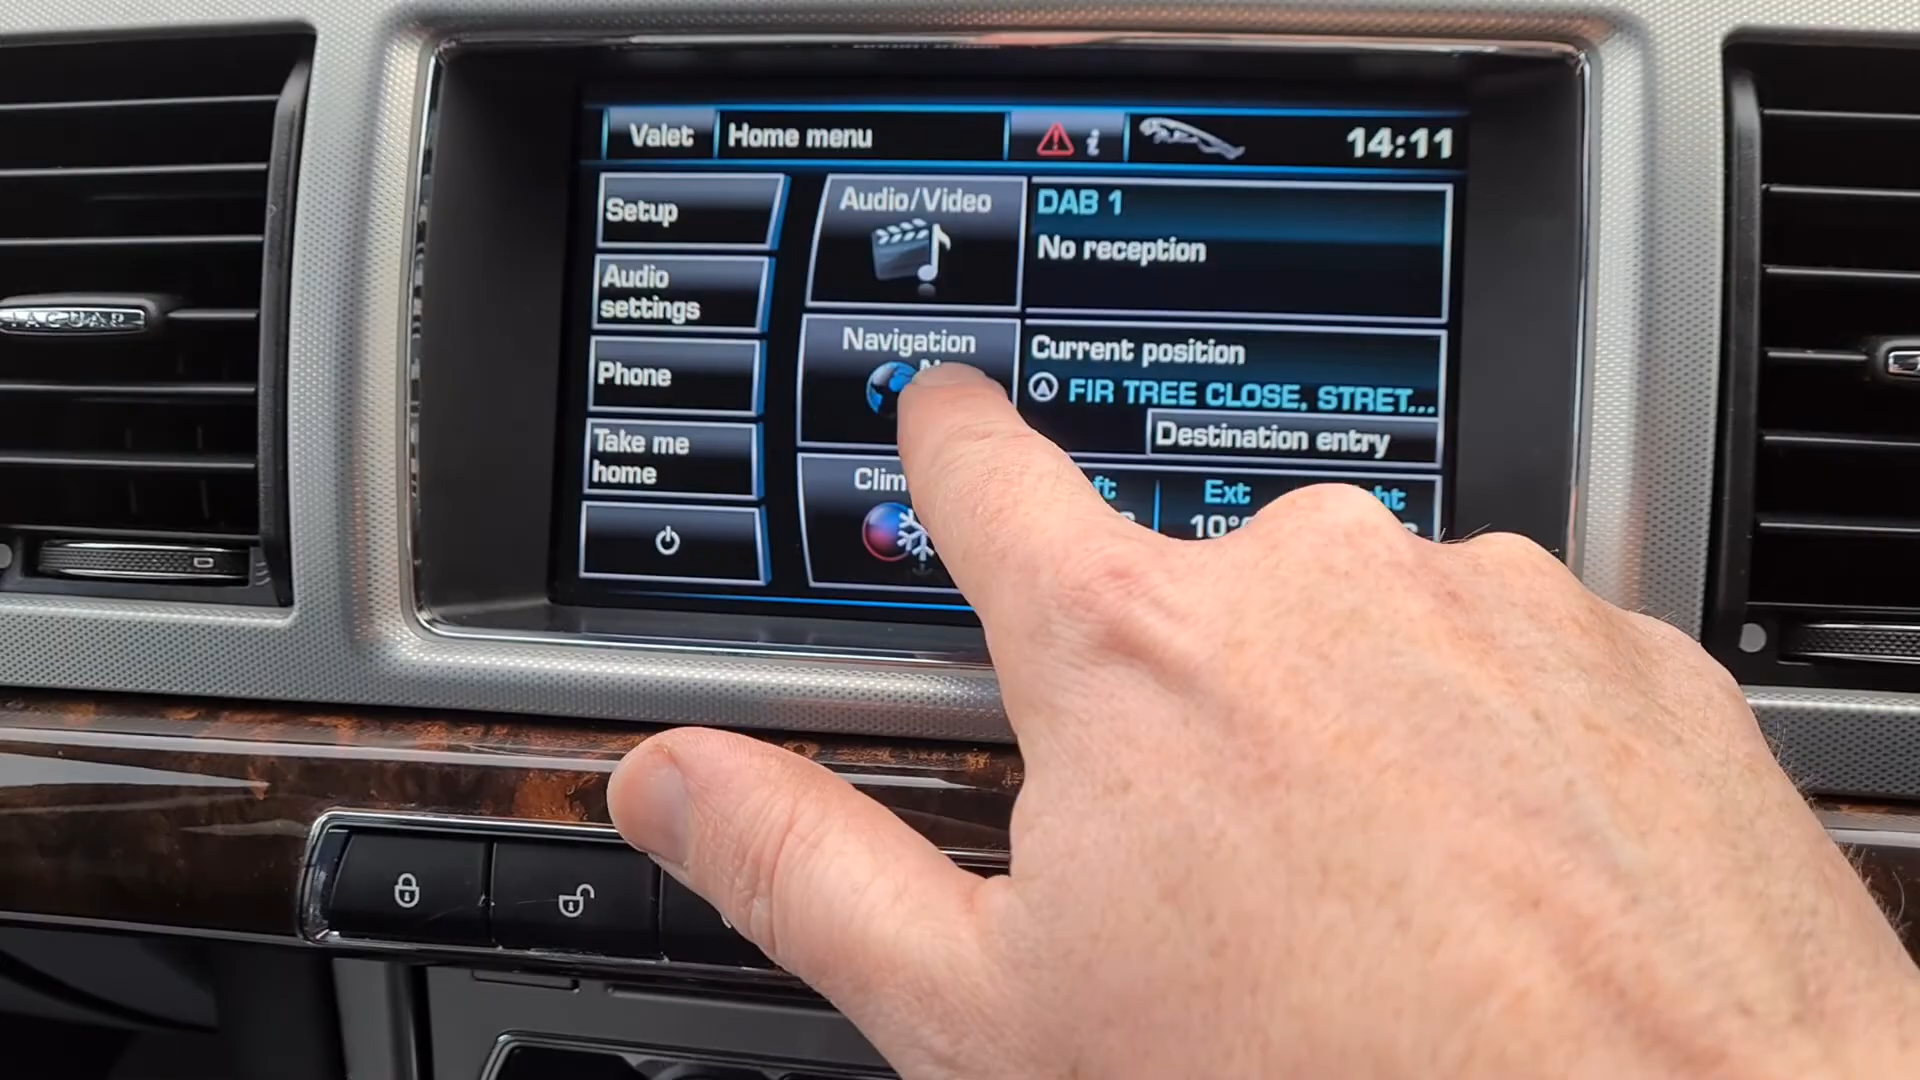 Valet
Home menu
i
14:11
Setup
Audio/Video
DAB 1
No reception
Audio
settings
Navigation
Current position
FIR TREE CLOSE, STRET...
Destination entry
Phone
Take me
home
Ext
JAGUAR